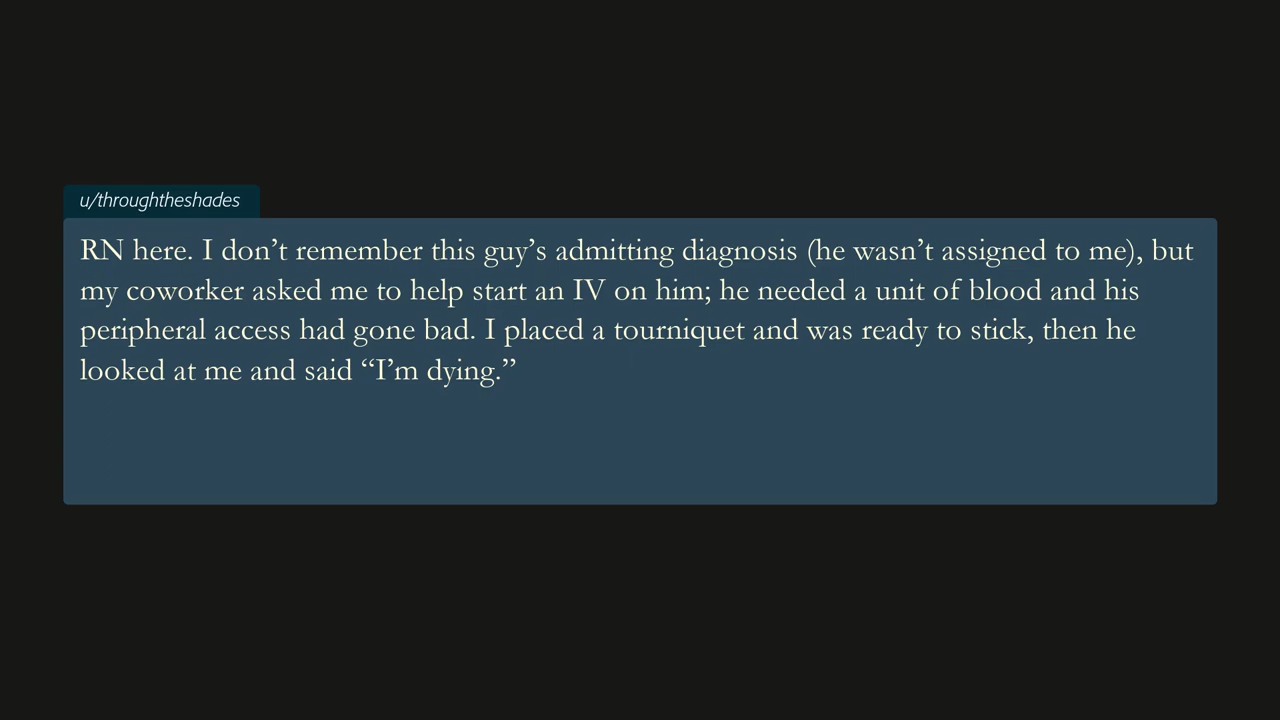 u/throughtheshades
RN here. I don’t remember this guy’s admitting diagnosis (he wasn’t assigned to me), but
my coworker asked me to help start an IV on him; he needed a unit of blood and his
peripheral access had gone bad. I placed a tourniquet and was ready to stick, then he
looked at me and said “I’m dying.”